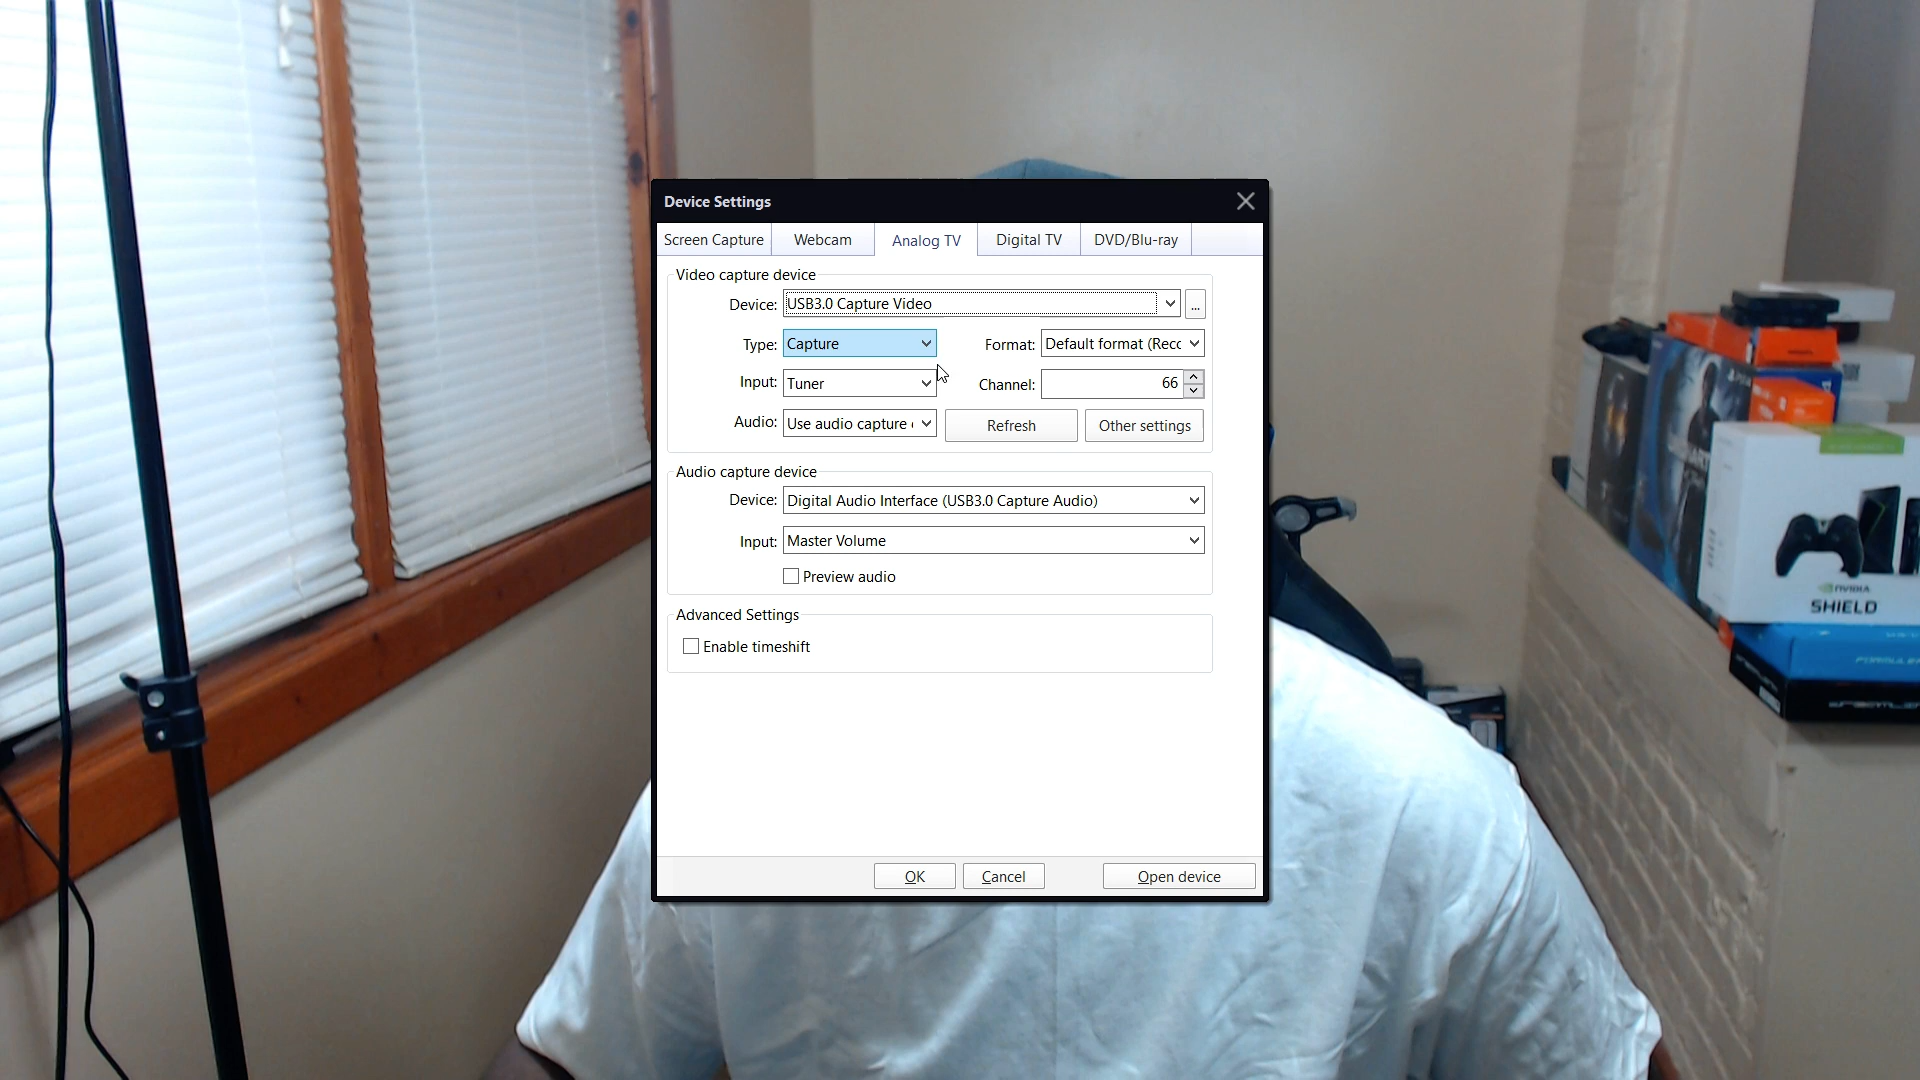 Device Settings
Screen Capture
Webcam
Analog TV
Digital TV
DVD/Blu-ray
Video capture device
Device: USB3.0 Capture Video
...
Type: Capture
Format: Default format (Recc
Input: Tuner
Channel: 66
Audio: Use audio capture
Refresh
Other settings
Audio capture device
Device: Digital Audio Interface (USB3.0 Capture Audio)
Input: Master Volume
Preview audio
Advanced Settings
Enable timeshift
OK
Cancel
Open device
NVIDIA
SHIELD